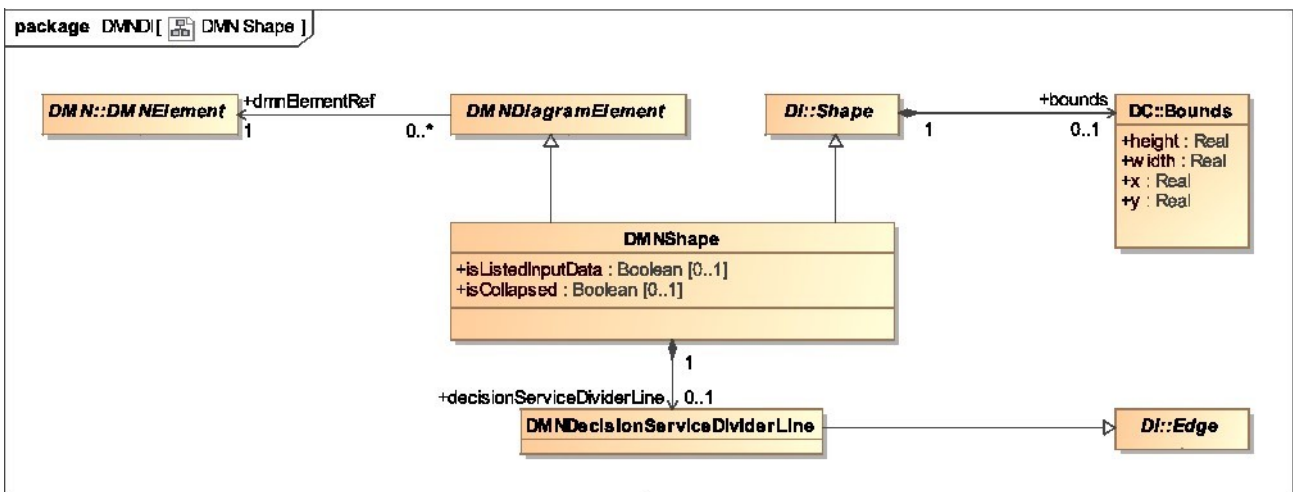 package DMNDI[ DMN Shape ]
DMN::DMNElement
+dmnElementRef
1
0..*
DMNDiagramElement
DI::Shape
1
+bounds
0..1
DC::Bounds
+height : Real
+width : Real
+x : Real
+y : Real
DMNShape
+isListedInputData : Boolean [0..1]
+isCollapsed : Boolean [0..1]
1
+decisionServiceDividerLine
0..1
DMNDecisionServiceDividerLine
DI::Edge